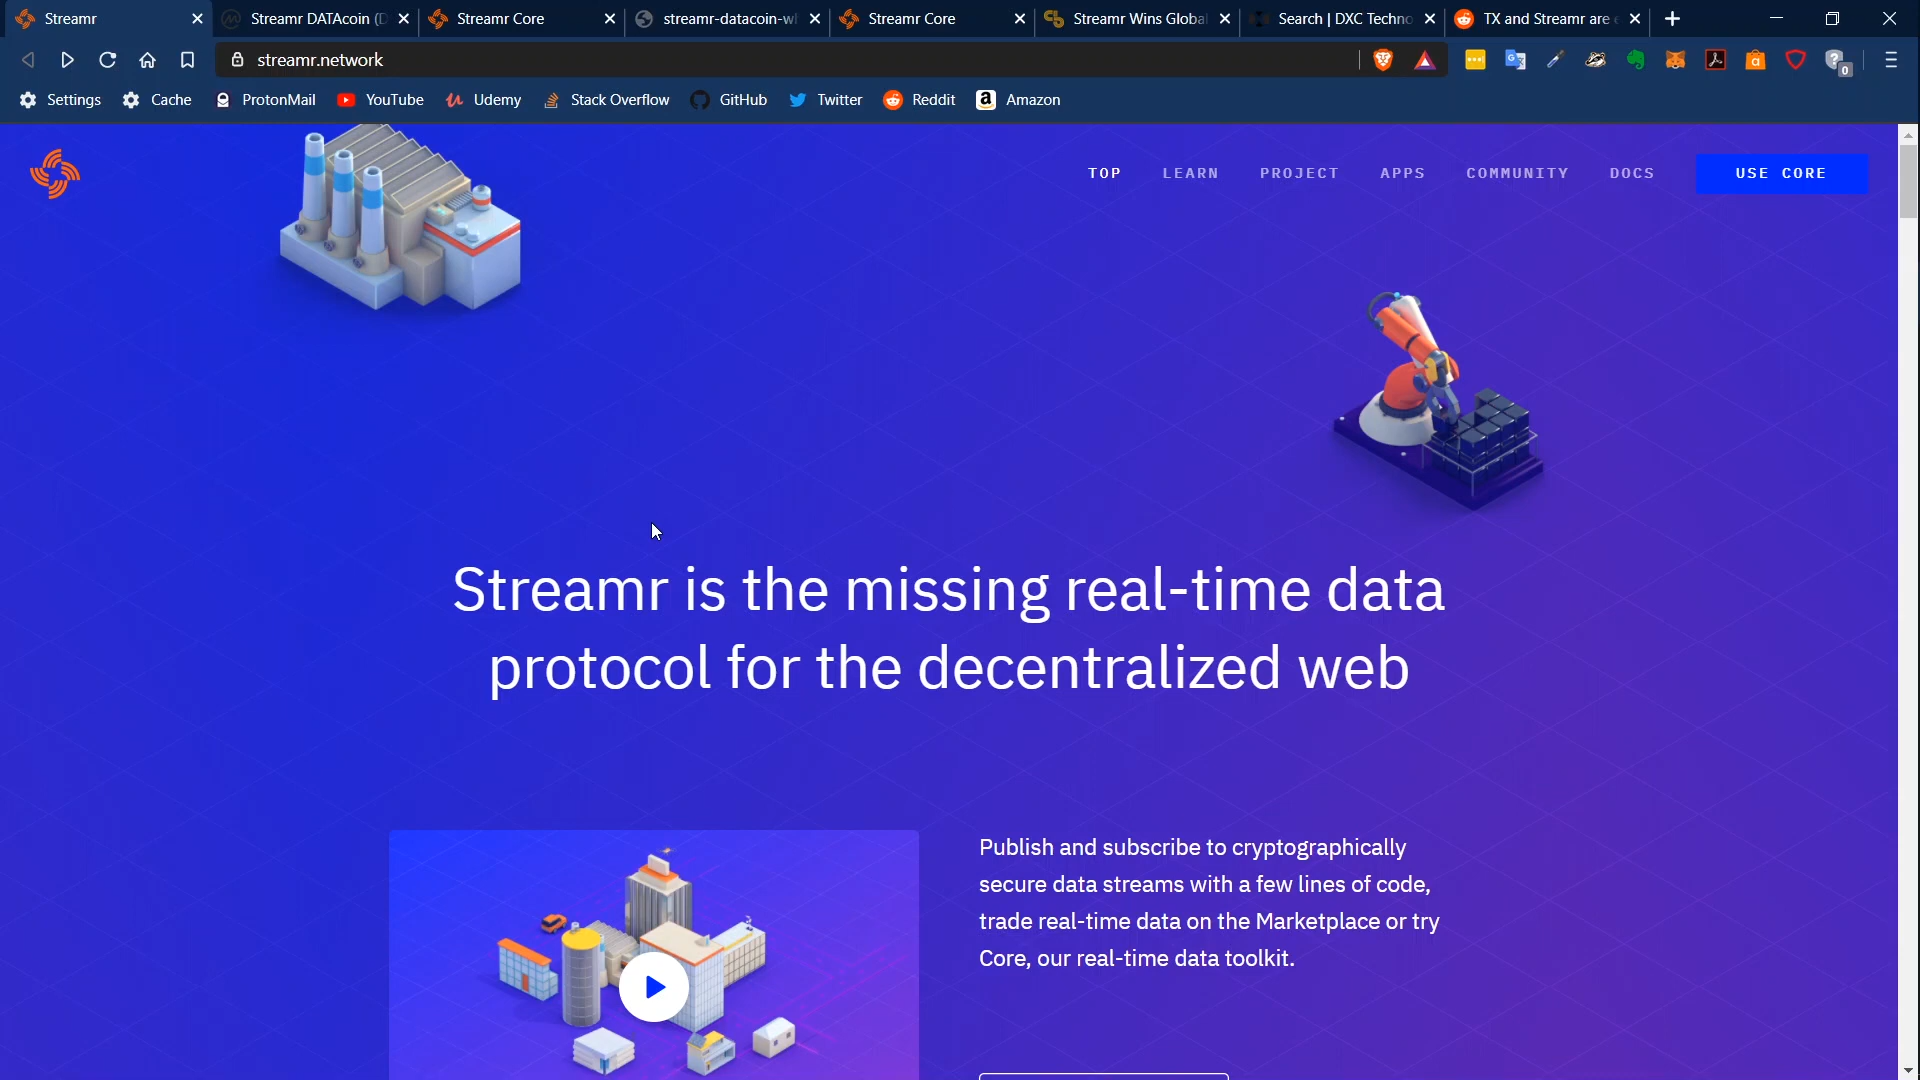 Streamr
Streamr DATAcoin (D
Streamr Core
streamr-datacoin-wh
Streamr Core
Streamr Wins Global
Search | DXC Techno
TX and Streamr are e
streamr.network
0
Settings
Cache
ProtonMail
YouTube
Udemy
Stack Overflow
GitHub
Twitter
Reddit
Amazon
TOP
LEARN
PROJECT
APPS
COMMUNITY
DOCS
USE CORE
Streamr is the missing real-time data
protocol for the decentralized web
Publish and subscribe to cryptographically
secure data streams with a few lines of code,
trade real-time data on the Marketplace or try
Core, our real-time data toolkit.